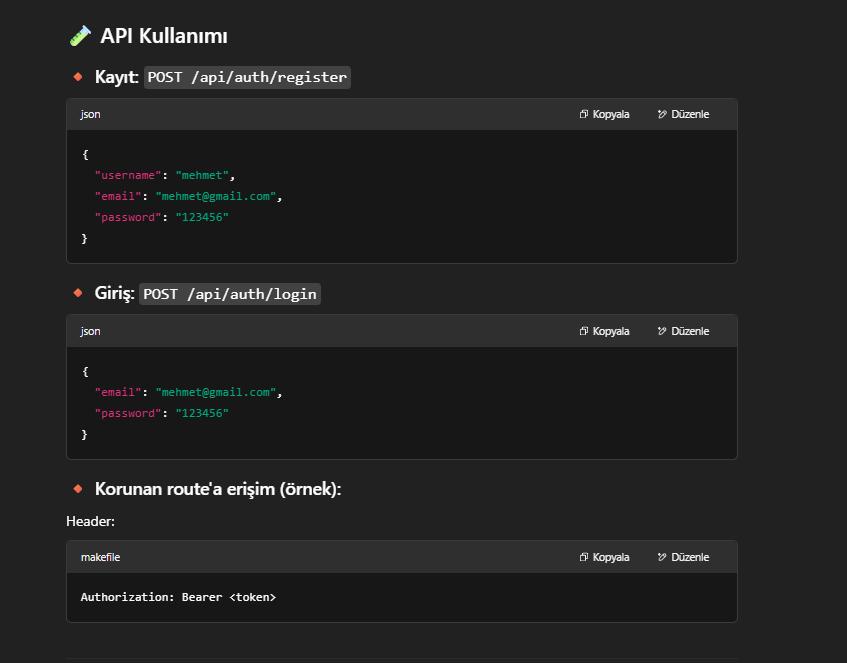 API Kullanımı
Kayıt: POST /api/auth/register
json Kopyala Düzenle
{
"username": "mehmet",
"email": "mehmet@gmail.com",
"password": "123456"
}
Giriş: POST /api/auth/login
json Kopyala Düzenle
{
"email": "mehmet@gmail.com",
"password": "123456"
}
Korunan route'a erişim (örnek):
Header:
makefile Kopyala Düzenle
Authorization: Bearer <token>